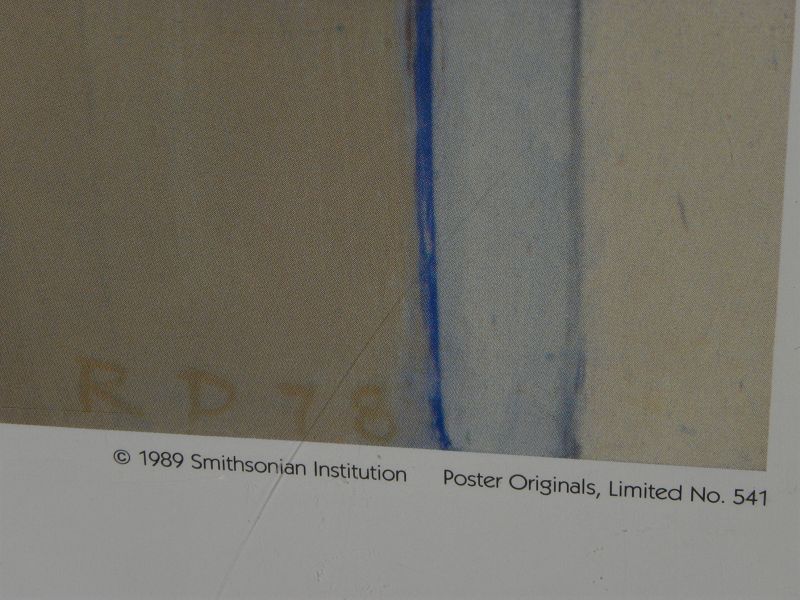 RD 78
© 1989 Smithsonian Institution Poster Originals, Limited No. 541